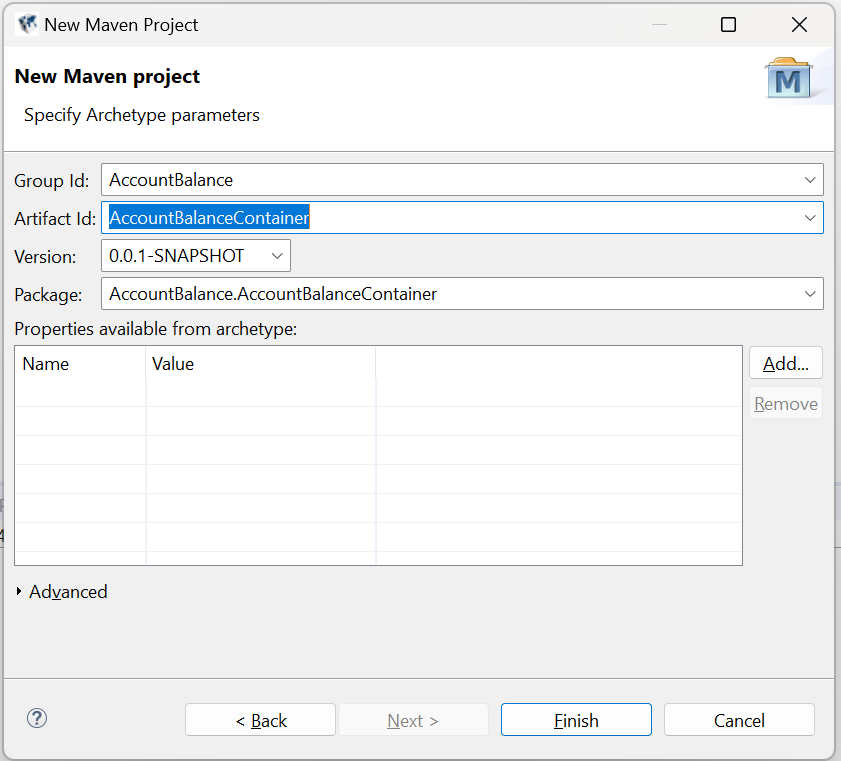 New Maven Project
New Maven project
Specify Archetype parameters
Group Id: AccountBalance
Artifact Id: AccountBalanceContainer
Version: 0.0.1-SNAPSHOT
Package: AccountBalance.AccountBalanceContainer
Properties available from archetype:
Name Value
Add...
Remove
Advanced
< Back Next > Finish Cancel